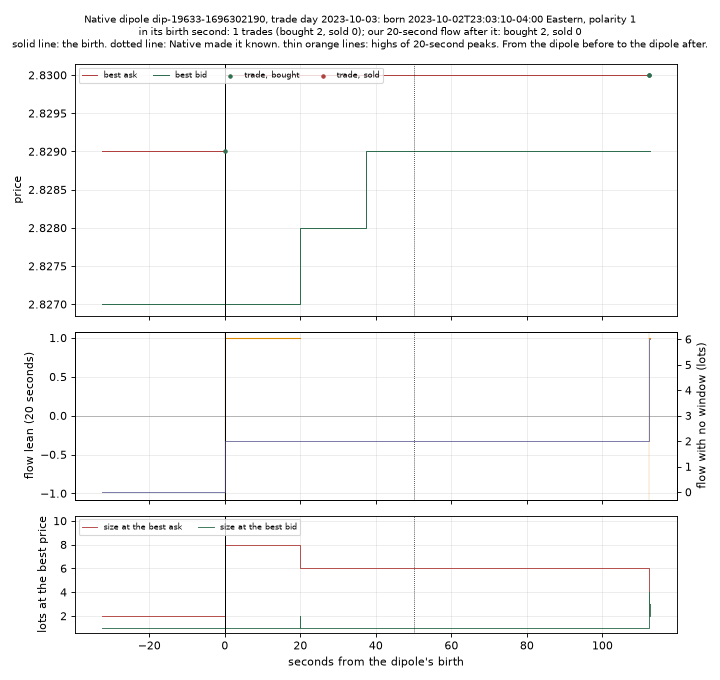 Native dipole dip-19633-1696302190, trade day 2023-10-03: born 2023-10-02T23:03:10-04:00 Eastern, polarity 1
in its birth second: 1 trades (bought 2, sold 0); our 20-second flow after it: bought 2, sold 0
solid line: the birth. dotted line: Native made it known. thin orange lines: highs of 20-second peaks. From the dipole before to the dipole after.
best ask best bid trade, bought trade, sold
2.8300
2.8295
2.8290
2.8285
2.8280
2.8275
2.8270
price
1.0
0.5
0.0
−0.5
−1.0
flow lean (20 seconds)
6
5
4
3
2
1
0
flow with no window (lots)
size at the best ask size at the best bid
10
8
6
4
2
lots at the best price
−20 0 20 40 60 80 100
seconds from the dipole's birth